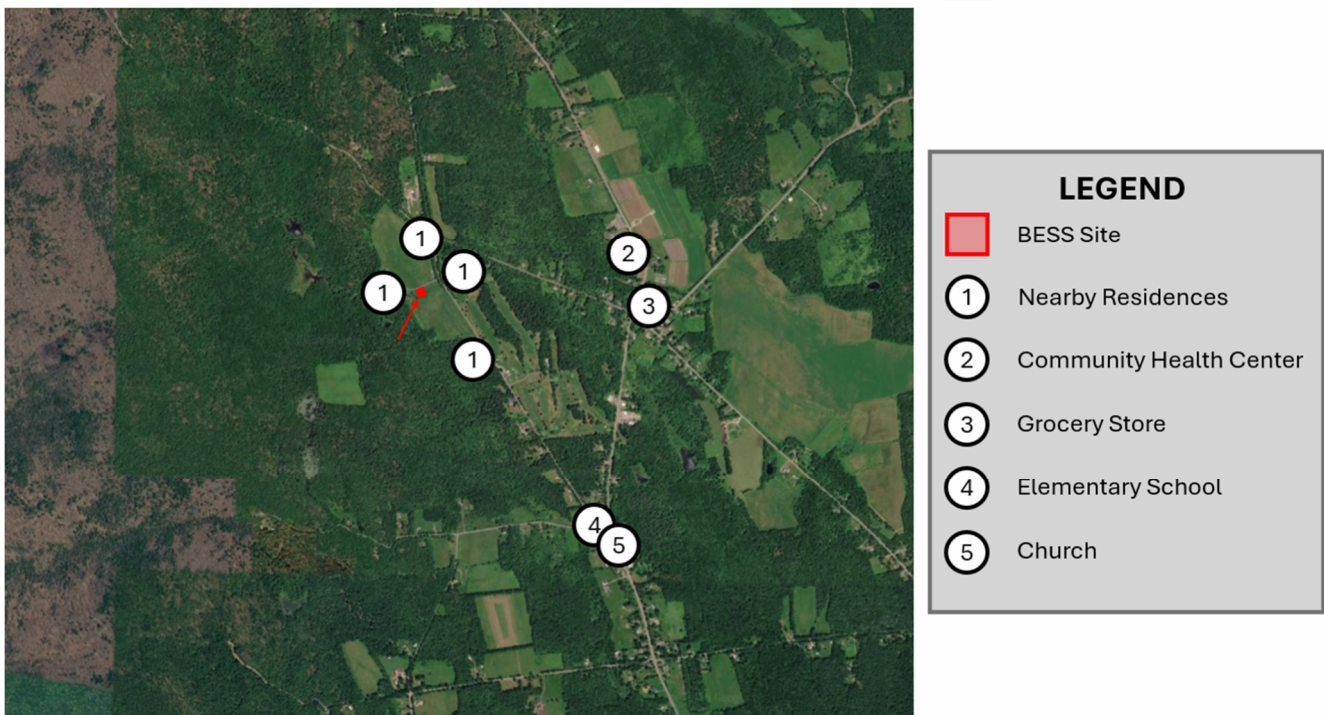 1
1
1
1
2
3
4
5
LEGEND
BESS Site
1 Nearby Residences
2 Community Health Center
3 Grocery Store
4 Elementary School
5 Church